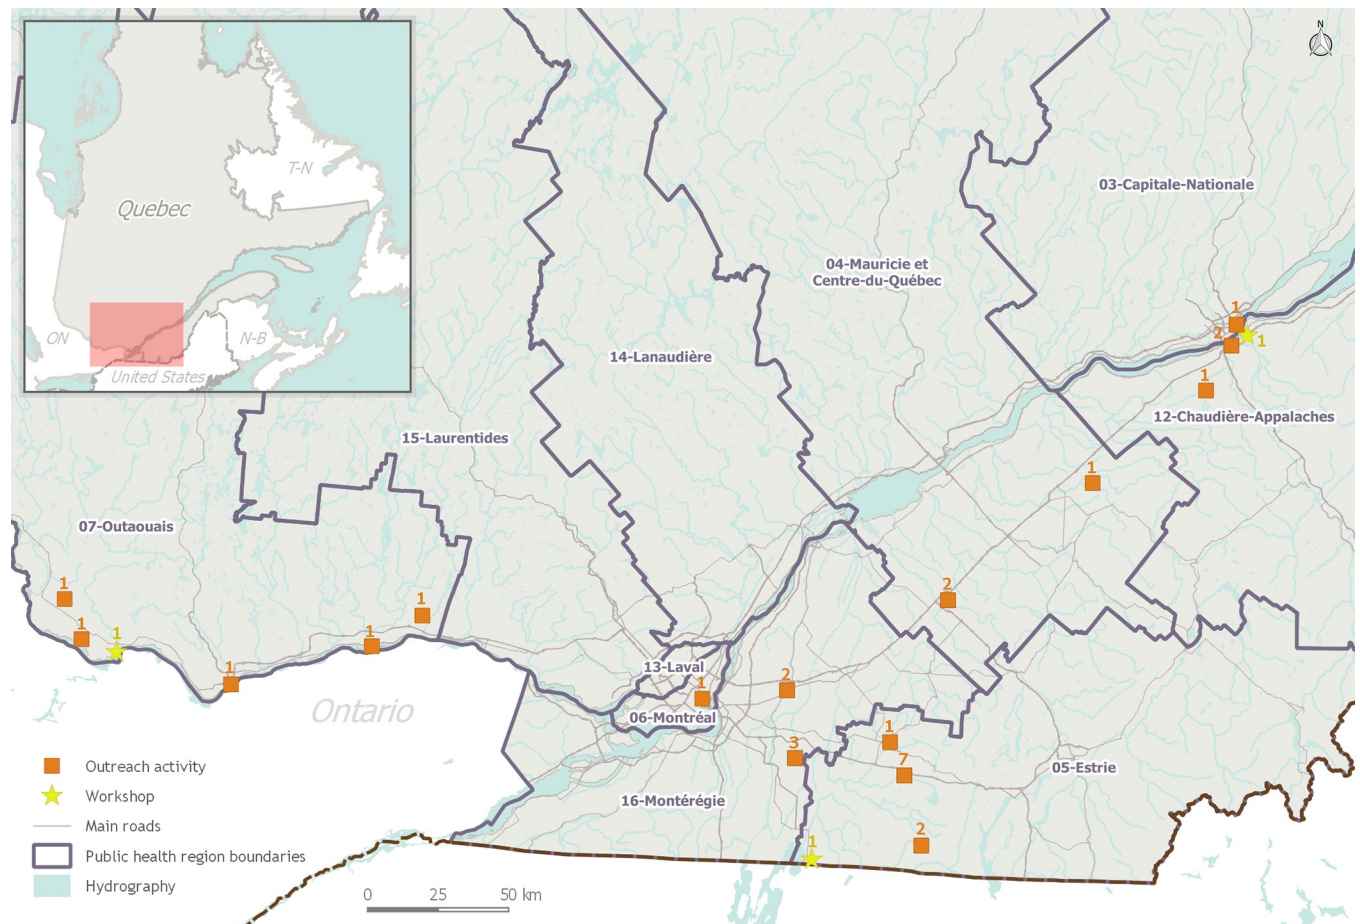 N
T-N
Quebec
ON
N-B
United States
03-Capitale-Nationale
04-Mauricie et
Centre-du-Québec
1
2
1
14-Lanaudière
1
12-Chaudière-Appalaches
15-Laurentides
1
07-Outaouais
1
2
1
1
1
1
1
13-Laval
1
2
Ontario
06-Montréal
1
3
7
05-Estrie
16-Montérégie
2
1
Outreach activity
Workshop
Main roads
Public health region boundaries
Hydrography
0 25 50 km